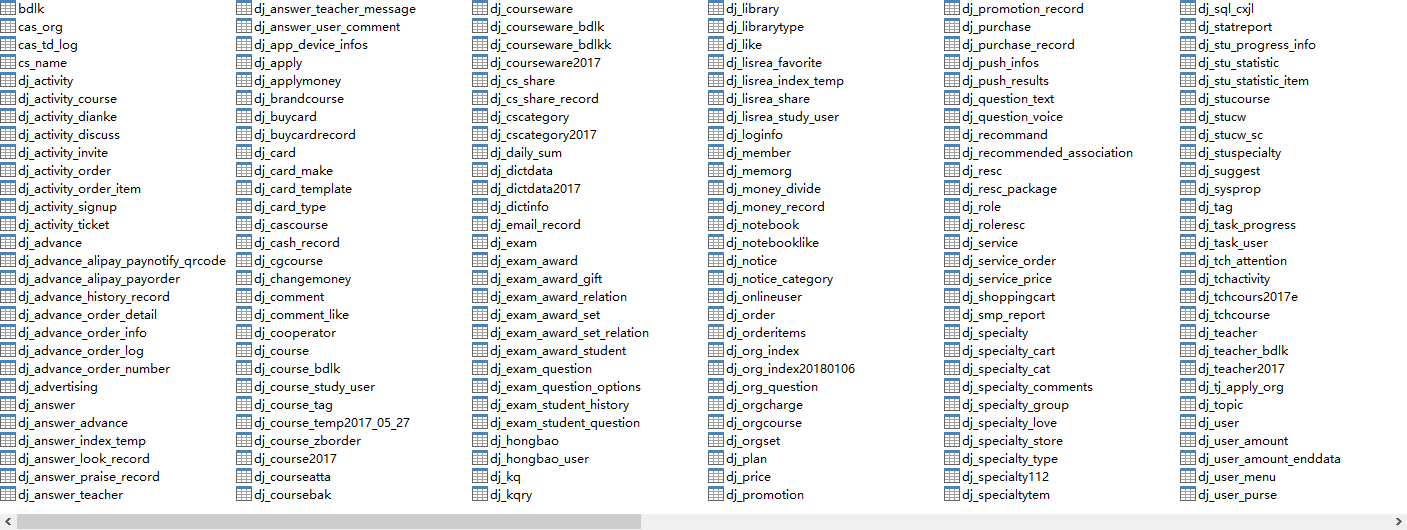 bdlk
cas_org
cas_td_log
cs_name
dj_activity
dj_activity_course
dj_activity_dianke
dj_activity_discuss
dj_activity_invite
dj_activity_order
dj_activity_order_item
dj_activity_signup
dj_activity_ticket
dj_advance
dj_advance_alipay_paynotify_qrcode
dj_advance_alipay_payorder
dj_advance_history_record
dj_advance_order_detail
dj_advance_order_info
dj_advance_order_log
dj_advance_order_number
dj_advertising
dj_answer
dj_answer_advance
dj_answer_index_temp
dj_answer_look_record
dj_answer_praise_record
dj_answer_teacher
dj_answer_teacher_message
dj_answer_user_comment
dj_app_device_infos
dj_apply
dj_applymoney
dj_brandcourse
dj_buycard
dj_buycardrecord
dj_card
dj_card_make
dj_card_template
dj_card_type
dj_cascourse
dj_cash_record
dj_cgcourse
dj_changemoney
dj_comment
dj_comment_like
dj_cooperator
dj_course
dj_course_bdlk
dj_course_study_user
dj_course_tag
dj_course_temp2017_05_27
dj_course_zborder
dj_course2017
dj_courseatta
dj_coursebak
dj_courseware
dj_courseware_bdlk
dj_courseware_bdlkk
dj_courseware2017
dj_cs_share
dj_cs_share_record
dj_cscategory
dj_cscategory2017
dj_daily_sum
dj_dictdata
dj_dictdata2017
dj_dictinfo
dj_email_record
dj_exam
dj_exam_award
dj_exam_award_gift
dj_exam_award_relation
dj_exam_award_set
dj_exam_award_set_relation
dj_exam_award_student
dj_exam_question
dj_exam_question_options
dj_exam_student_history
dj_exam_student_question
dj_hongbao
dj_hongbao_user
dj_kq
dj_kqry
dj_library
dj_librarytype
dj_like
dj_lisrea_favorite
dj_lisrea_index_temp
dj_lisrea_share
dj_lisrea_study_user
dj_loginfo
dj_member
dj_memorg
dj_money_divide
dj_money_record
dj_notebook
dj_notebooklike
dj_notice
dj_notice_category
dj_onlineuser
dj_order
dj_orderitems
dj_org_index
dj_org_index20180106
dj_org_question
dj_orgcharge
dj_orgcourse
dj_orgset
dj_plan
dj_price
dj_promotion
dj_promotion_record
dj_purchase
dj_purchase_record
dj_push_infos
dj_push_results
dj_question_text
dj_question_voice
dj_recommand
dj_recommended_association
dj_resc
dj_resc_package
dj_role
dj_roleresc
dj_service
dj_service_order
dj_service_price
dj_shoppingcart
dj_smp_report
dj_specialty
dj_specialty_cart
dj_specialty_cat
dj_specialty_comments
dj_specialty_group
dj_specialty_love
dj_specialty_store
dj_specialty_type
dj_specialty112
dj_specialtytem
dj_sql_cxjl
dj_statreport
dj_stu_progress_info
dj_stu_statistic
dj_stu_statistic_item
dj_stucourse
dj_stucw
dj_stucw_sc
dj_stuspecialty
dj_suggest
dj_sysprop
dj_tag
dj_task_progress
dj_task_user
dj_tch_attention
dj_tchactivity
dj_tchcours2017e
dj_tchcourse
dj_teacher
dj_teacher_bdlk
dj_teacher2017
dj_tj_apply_org
dj_topic
dj_user
dj_user_amount
dj_user_amount_enddata
dj_user_menu
dj_user_purse